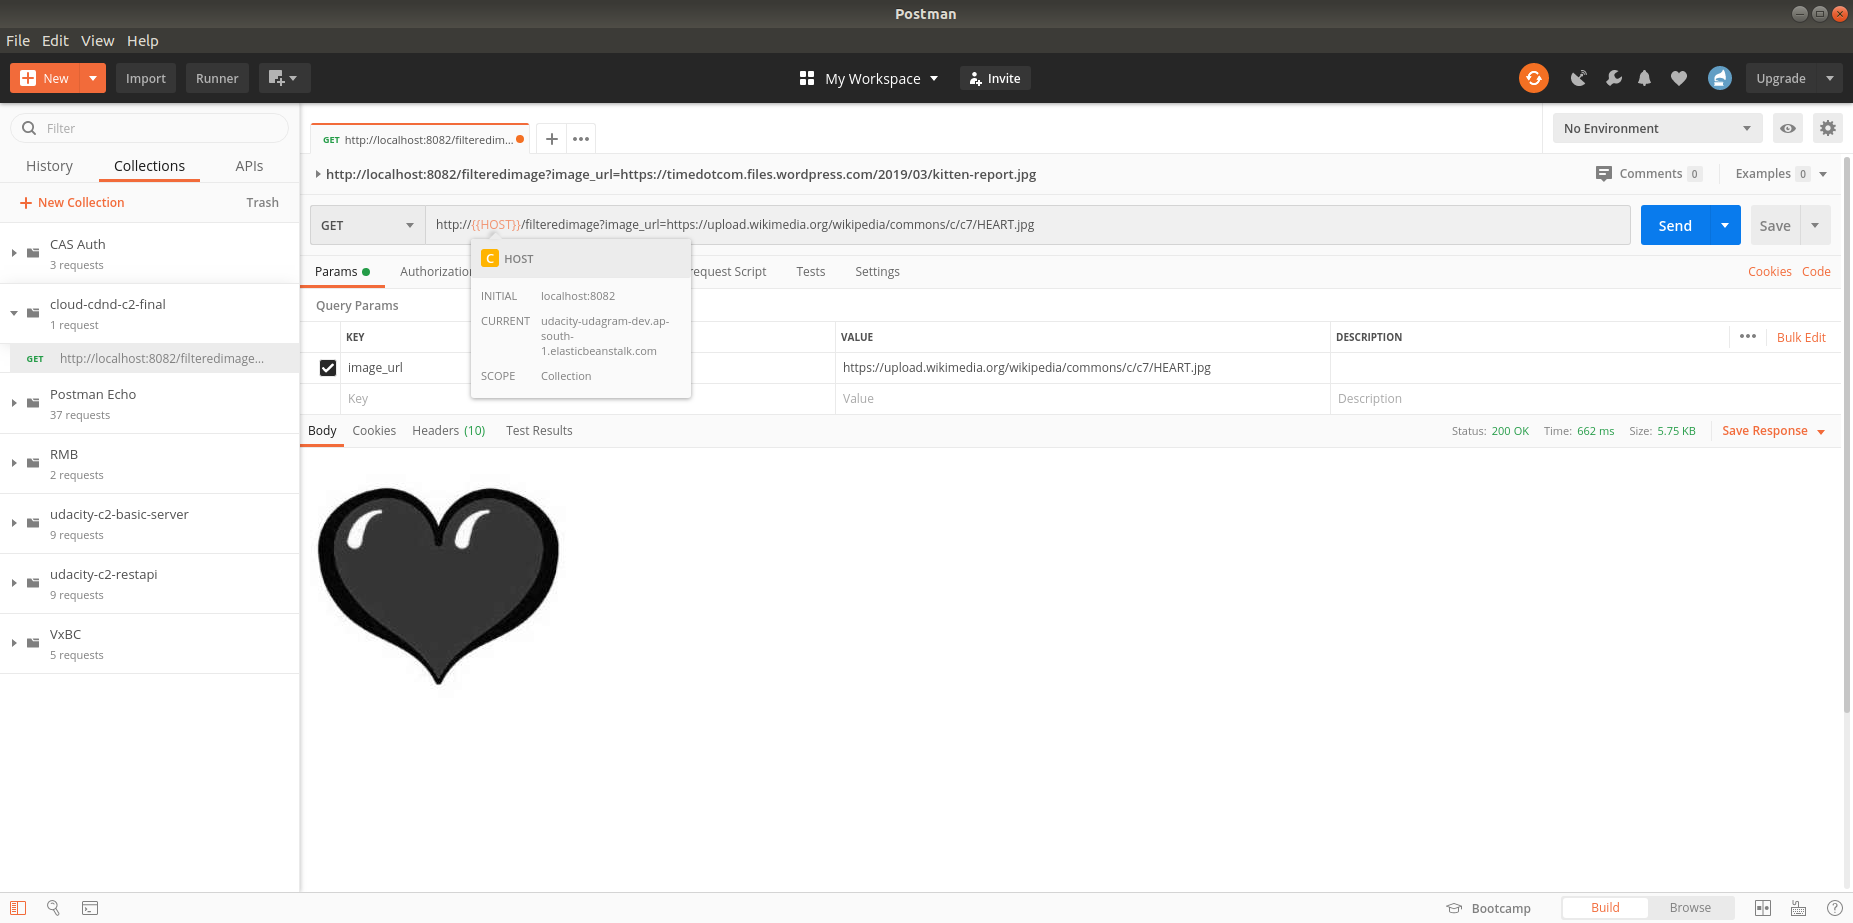 Postman
File Edit View Help
New Import Runner My Workspace Invite Upgrade
Filter
History Collections APIs
New Collection Trash
CAS Auth
3 requests
cloud-cdnd-c2-final
1 request
GET http://localhost:8082/filteredimage...
Postman Echo
37 requests
RMB
2 requests
udacity-c2-basic-server
9 requests
udacity-c2-restapi
9 requests
VxBC
5 requests
GET http://localhost:8082/filteredim...
No Environment
http://localhost:8082/filteredimage?image_url=https://timedotcom.files.wordpress.com/2019/03/kitten-report.jpg
Comments 0 Examples 0
GET http://{{HOST}}/filteredimage?image_url=https://upload.wikimedia.org/wikipedia/commons/c/c7/HEART.jpg
Send Save
C HOST
INITIAL localhost:8082
CURRENT udacity-udagram-dev.ap-
south-
1.elasticbeanstalk.com
SCOPE Collection
Params Authorization equest Script Tests Settings Cookies Code
Query Params
KEY VALUE DESCRIPTION Bulk Edit
image_url https://upload.wikimedia.org/wikipedia/commons/c/c7/HEART.jpg
Key Value Description
Body Cookies Headers (10) Test Results Status: 200 OK Time: 662 ms Size: 5.75 KB Save Response
Bootcamp Build Browse